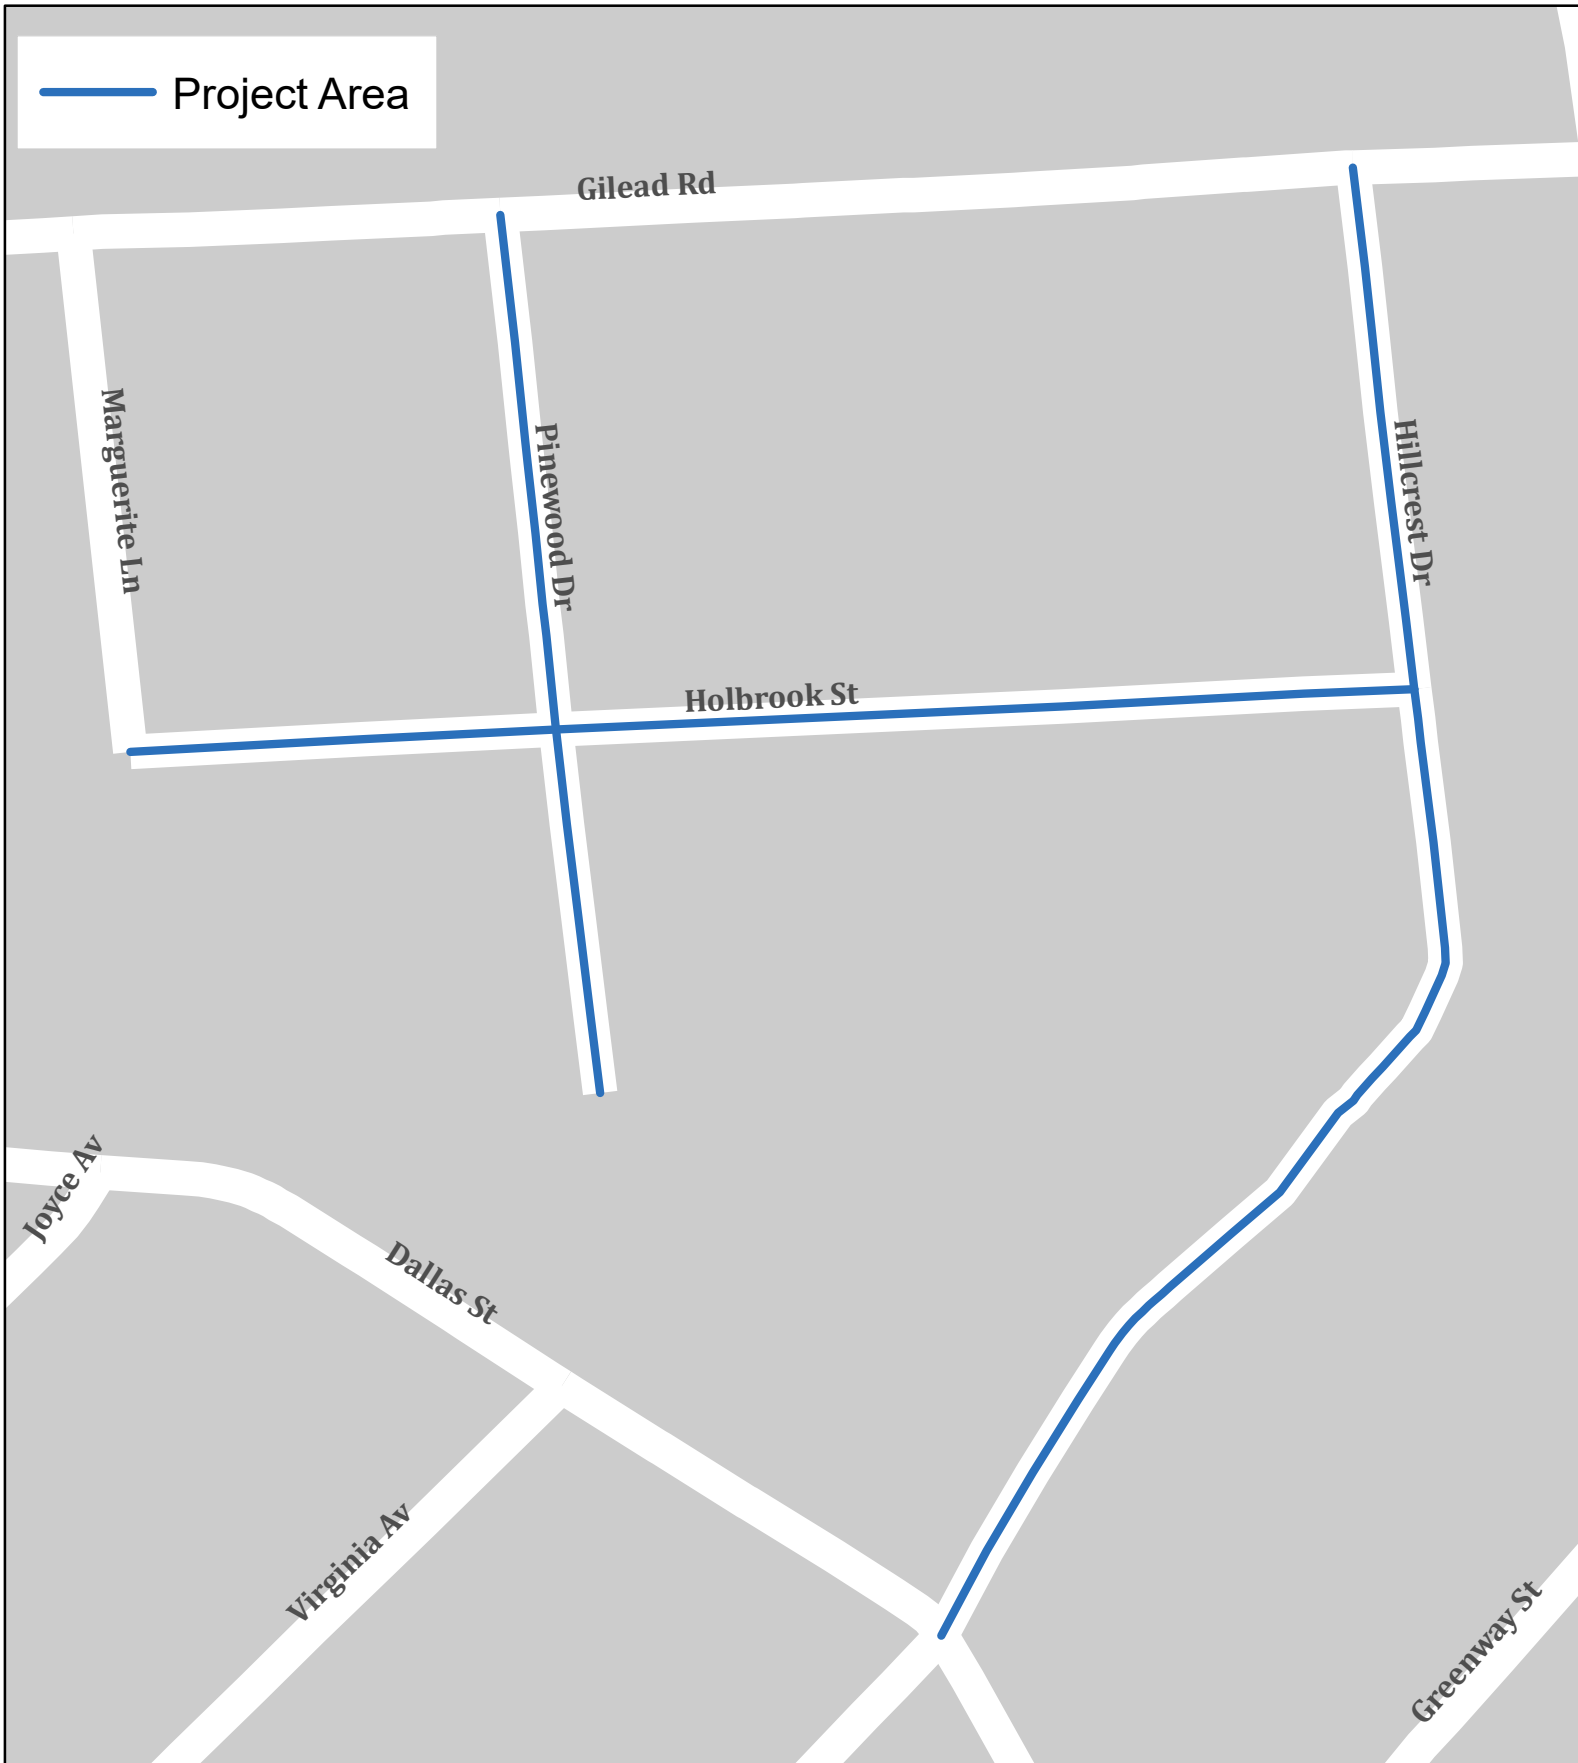 Project Area
Gilead Rd
Marguerite Ln
Pinewood Dr
Hillcrest Dr
Holbrook St
Joyce Av
Dallas St
Virginia Av
Greenway St